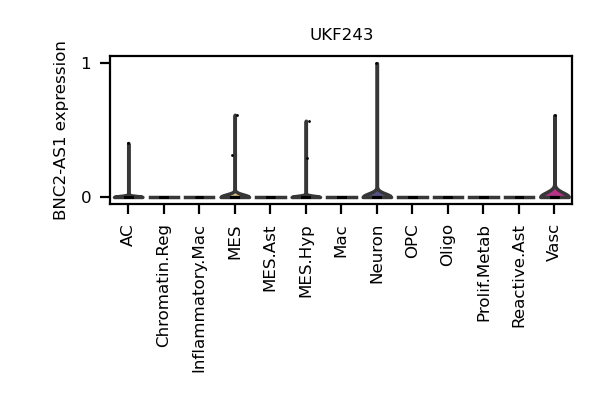 UKF243
BNC2-AS1 expression
1
0
AC
Chromatin.Reg
Inflammatory.Mac
MES
MES.Ast
MES.Hyp
Mac
Neuron
OPC
Oligo
Prolif.Metab
Reactive.Ast
Vasc